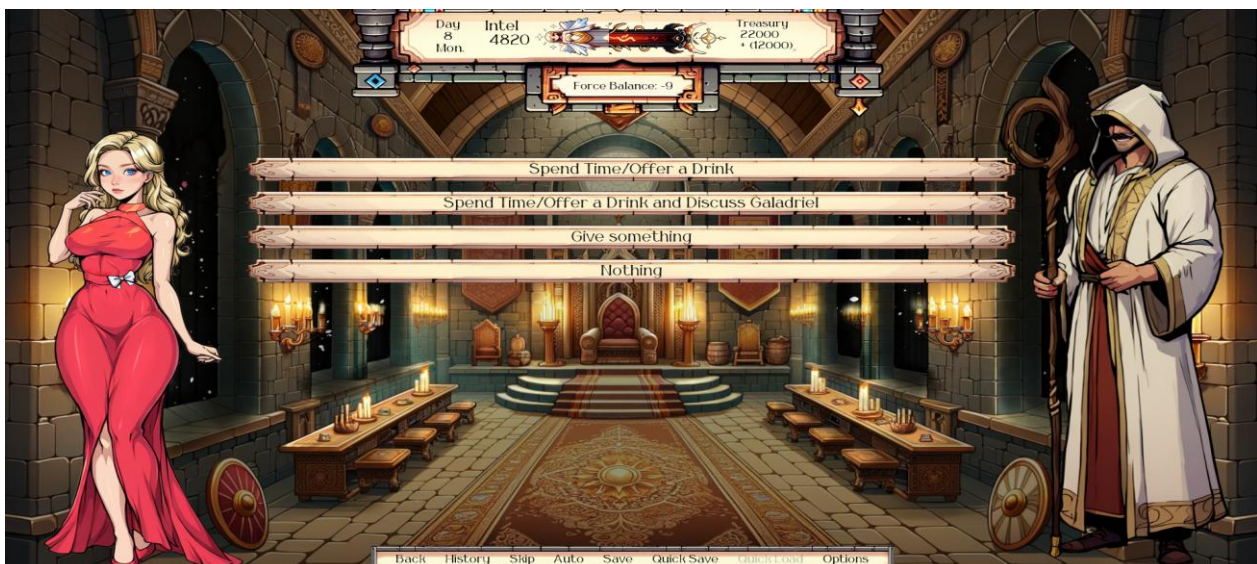 Day
8
Mon.
Intel
4820
Treasury
22000
+ (12000)
Force Balance: -9
Spend Time/Offer a Drink
Spend Time/Offer a Drink and Discuss Galadriel
Give something
Nothing
Back History Skip Auto Save Quick Save Quick Load Options